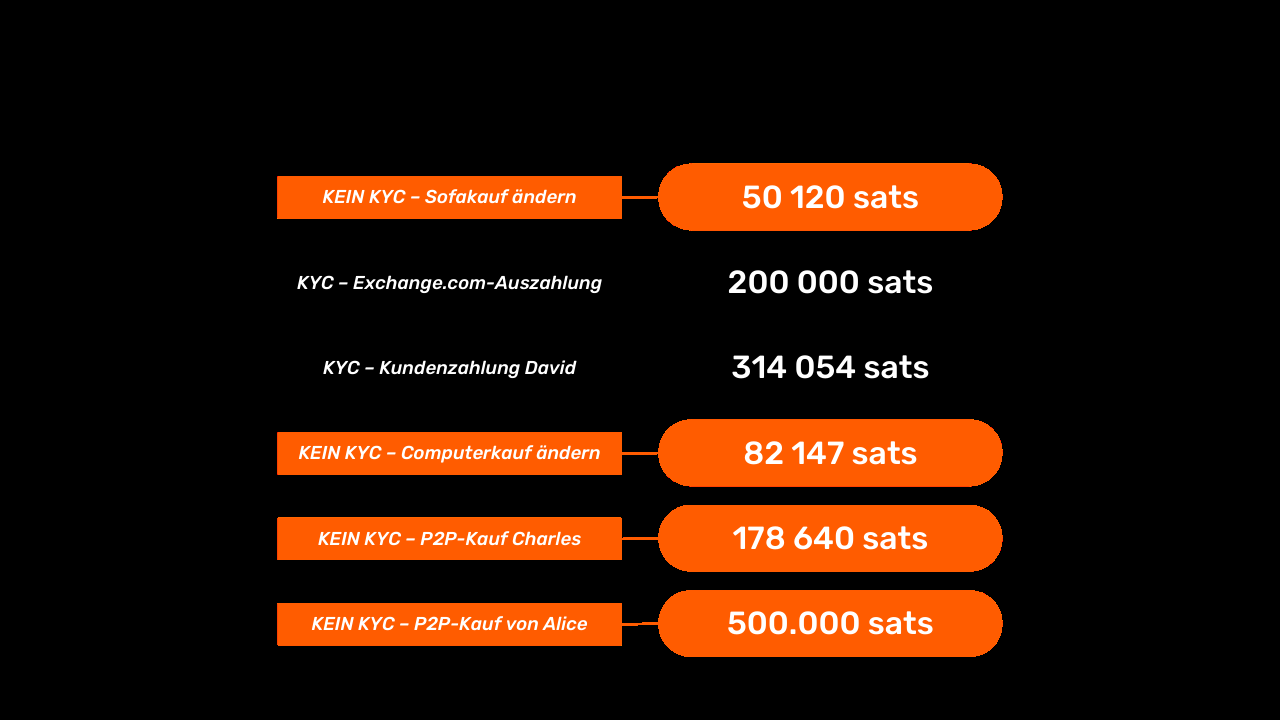 KEIN KYC – Sofakauf ändern
50 120 sats
KYC – Exchange.com-Auszahlung
200 000 sats
KYC – Kundenzahlung David
314 054 sats
KEIN KYC – Computerkauf ändern
82 147 sats
KEIN KYC – P2P-Kauf Charles
178 640 sats
KEIN KYC – P2P-Kauf von Alice
500.000 sats